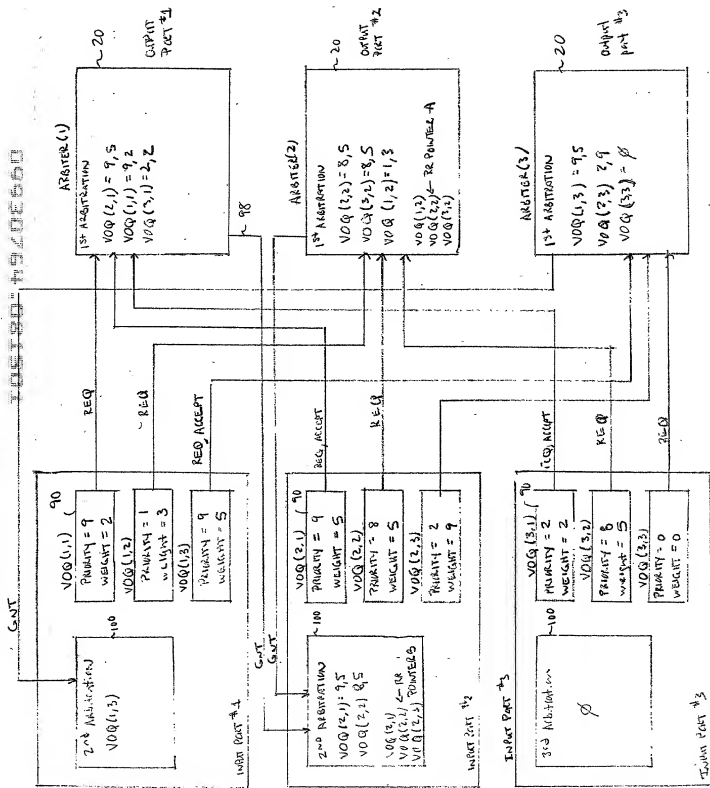 GNT
2nd Arbitration
VOQ(1,3)
~100
INPUT PORT #1
VOQ(1,1)
90
PRIORITY = 9
WEIGHT = 2
VOQ(1,2)
PRIORITY = 1
WEIGHT = 3
VOQ(1,3)
PRIORITY = 9
WEIGHT = 5
REQ
REQ
REQ, ACCEPT
ARBITER(1)
1st ARBITRATION
VOQ(2,1) = 9,5
VOQ(1,1) = 9,2
VOQ(3,1) = 2,2
~20
OUTPUT
PORT #1
~98
GNT
GNT
~100
2ND ARBITRATION
VOQ(2,1) = 9,5
VOQ(2,2) 8,5
VOQ(2,1)
VOQ(2,2) <- RR
VOQ(2,3) POINTERS
INPUT PORT #2
VOQ(2,1)
90
PRIORITY = 9
WEIGHT = 5
VOQ(2,2)
PRIORITY = 8
WEIGHT = 5
VOQ(2,3)
PRIORITY = 2
WEIGHT = 9
REQ, ACCEPT
REQ
ARBITER(2)
1st ARBITRATION
VOQ(2,2) = 8,5
VOQ(3,2) = 8,5
VOQ(1,2) = 1,3
VOQ(1,2)
VOQ(2,2) <- RR POINTER-A
VOQ(3,2)
~20
OUTPUT
PORT #2
INPUT PORT #3
~100
3rd Arbitration
Ø
INPUT PORT #3
VOQ(3,1)
90
PRIORITY = 2
WEIGHT = 2
VOQ(3,2)
PRIORITY = 8
WEIGHT = 5
VOQ(3,3)
PRIORITY = 0
WEIGHT = 0
REQ, ACCEPT
REQ
REQ
ARBITER(3)
1st ARBITRATION
VOQ(1,3) = 9,5
VOQ(2,3) 2,9
VOQ(3,3) = Ø
~20
output
port #3